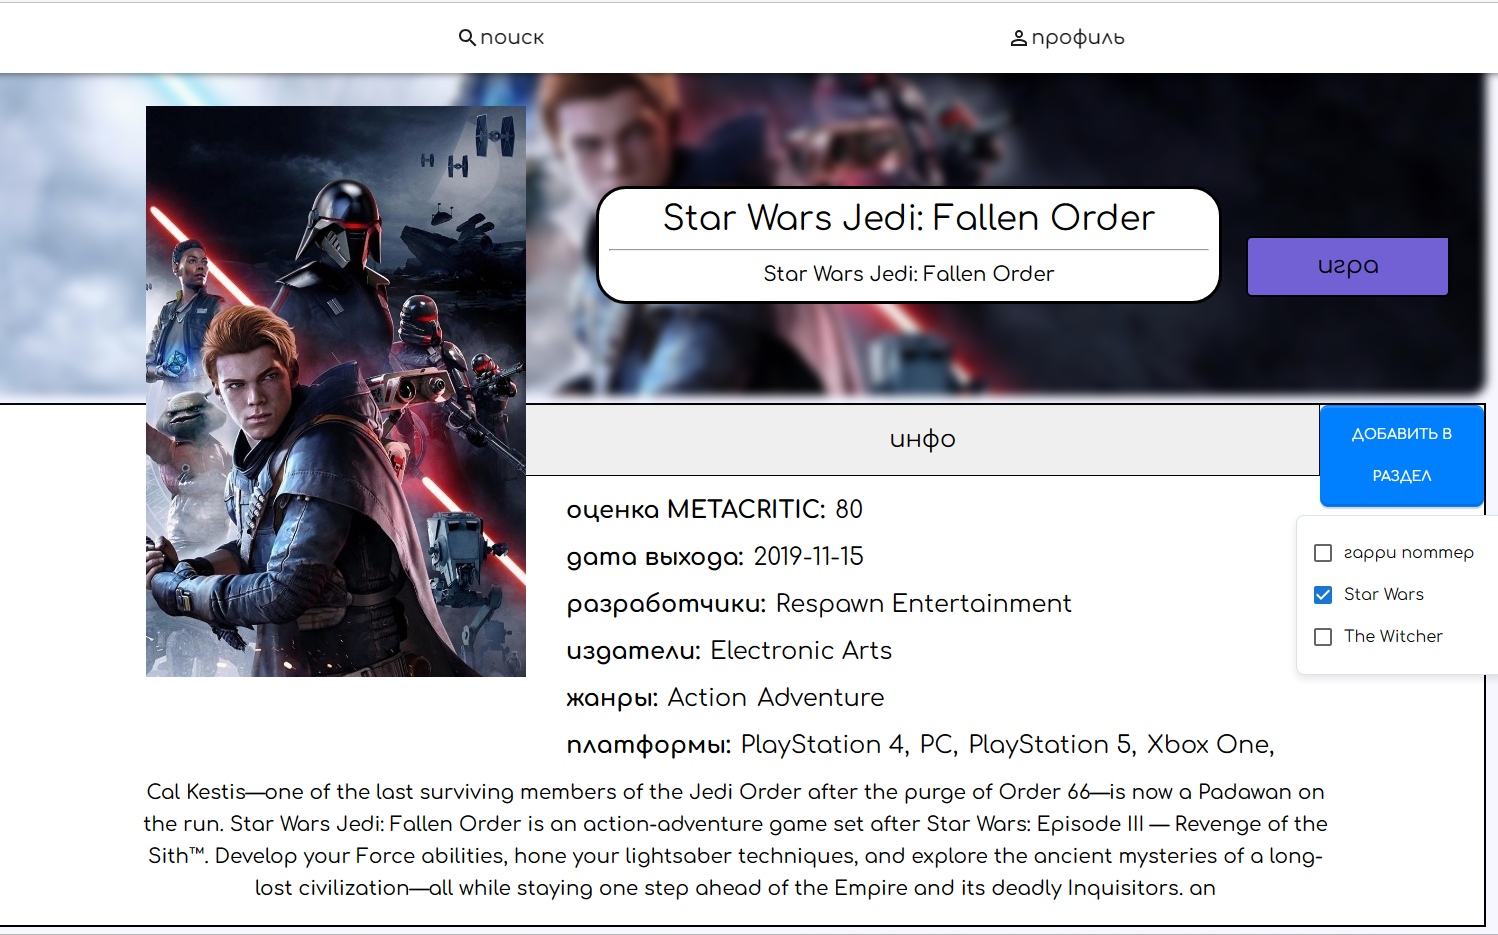 поиск
профиль
Star Wars Jedi: Fallen Order
Star Wars Jedi: Fallen Order
игра
инфо
ДОБАВИТЬ В
РАЗДЕЛ
оценка METACRITIC: 80
дата выхода: 2019-11-15
разработчики: Respawn Entertainment
издатели: Electronic Arts
жанры: Action Adventure
платформы: PlayStation 4, PC, PlayStation 5, Xbox One,
гарри поттер
Star Wars
The Witcher
Cal Kestis—one of the last surviving members of the Jedi Order after the purge of Order 66—is now a Padawan on
the run. Star Wars Jedi: Fallen Order is an action-adventure game set after Star Wars: Episode III — Revenge of the
Sith™. Develop your Force abilities, hone your lightsaber techniques, and explore the ancient mysteries of a long-
lost civilization—all while staying one step ahead of the Empire and its deadly Inquisitors. an